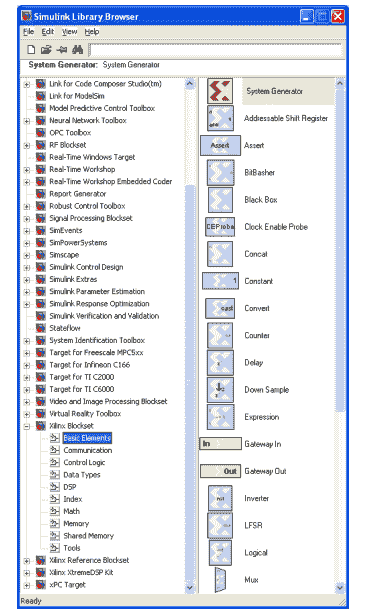 Simulink Library Browser
File Edit View Help
System Generator: System Generator
Link for Code Composer Studio(tm)
Link for ModelSim
Model Predictive Control Toolbox
Neural Network Toolbox
OPC Toolbox
RF Blockset
Real-Time Windows Target
Real-Time Workshop
Real-Time Workshop Embedded Coder
Report Generator
Robust Control Toolbox
Signal Processing Blockset
SimEvents
SimPowerSystems
Simscape
Simulink Control Design
Simulink Extras
Simulink Parameter Estimation
Simulink Response Optimization
Simulink Verification and Validation
Stateflow
System Identification Toolbox
Target for Freescale MPC5xx
Target for Infineon C166
Target for TI C2000
Target for TI C6000
Video and Image Processing Blockset
Virtual Reality Toolbox
Xilinx Blockset
Basic Elements
Communication
Control Logic
Data Types
DSP
Index
Math
Memory
Shared Memory
Tools
Xilinx Reference Blockset
Xilinx XtremeDSP Kit
xPC Target
System Generator
Addressable Shift Register
Assert Assert
BitBasher
Black Box
CEProbe Clock Enable Probe
Concat
1 Constant
cast Convert
Counter
Delay
Down Sample
Expression
In Gateway In
Out Gateway Out
Inverter
LFSR
Logical
Mux
Ready